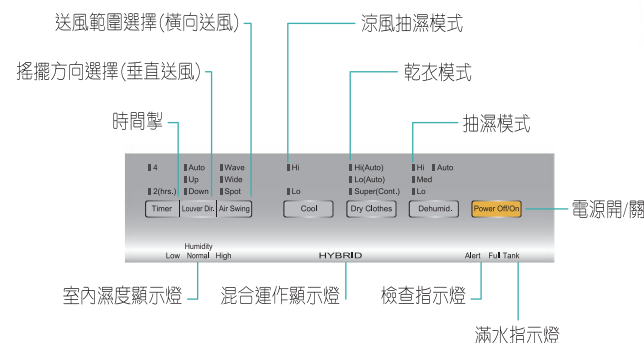 送風範圍選擇(橫向送風)
涼風抽濕模式
搖擺方向選擇(垂直送風)
乾衣模式
時間掣
抽濕模式
4 Auto Wave Hi Hi(Auto) Hi Auto
Up Wide Lo(Auto) Med
2(hrs.) Down Spot Lo Super(Cont.) Lo
Timer Louver Dir. Air Swing Cool Dry Clothes Dehumid. Power Off/On
電源開/關
Humidity
Low Normal High HYBRID Alert Full Tank
室內濕度顯示燈 混合運作顯示燈 檢查指示燈
滿水指示燈